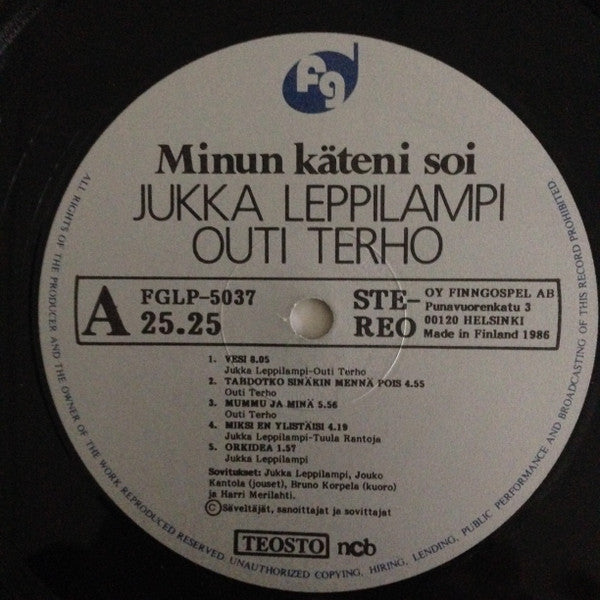 fg
Minun käteni soi
JUKKA LEPPILAMPI
OUTI TERHO
A
FGLP-5037
25.25
STE-
REO
OY FINNGOSPEL AB
Punavuorenkatu 3
00120 HELSINKI
Made in Finland 1986
1. VESI 8.05
Jukka Leppilampi-Outi Terho
2. TAHDOTKO SINÄKIN MENNÄ POIS 4.55
Outi Terho
3. MUMMU JA MINÄ 5.56
Outi Terho
4. MIKSI EN YLISTÄISI 4.19
Jukka Leppilampi-Tuula Rantoja
5. ORKIDEA 1.57
Jukka Leppilampi
Sovitukset: Jukka Leppilampi, Jouko
Kantola (jouset), Bruno Korpela (kuoro)
ja Harri Merilahti.
Ⓒ Säveltäjät, sanoittajat ja sovittajat
TEOSTO ncb
ALL RIGHTS OF THE PRODUCER AND THE OWNER OF THE WORK REPRODUCED RESERVED. UNAUTHORIZED COPYING, HIRING, LENDING, PUBLIC PERFORMANCE AND BROADCASTING OF THIS RECORD PROHIBITED